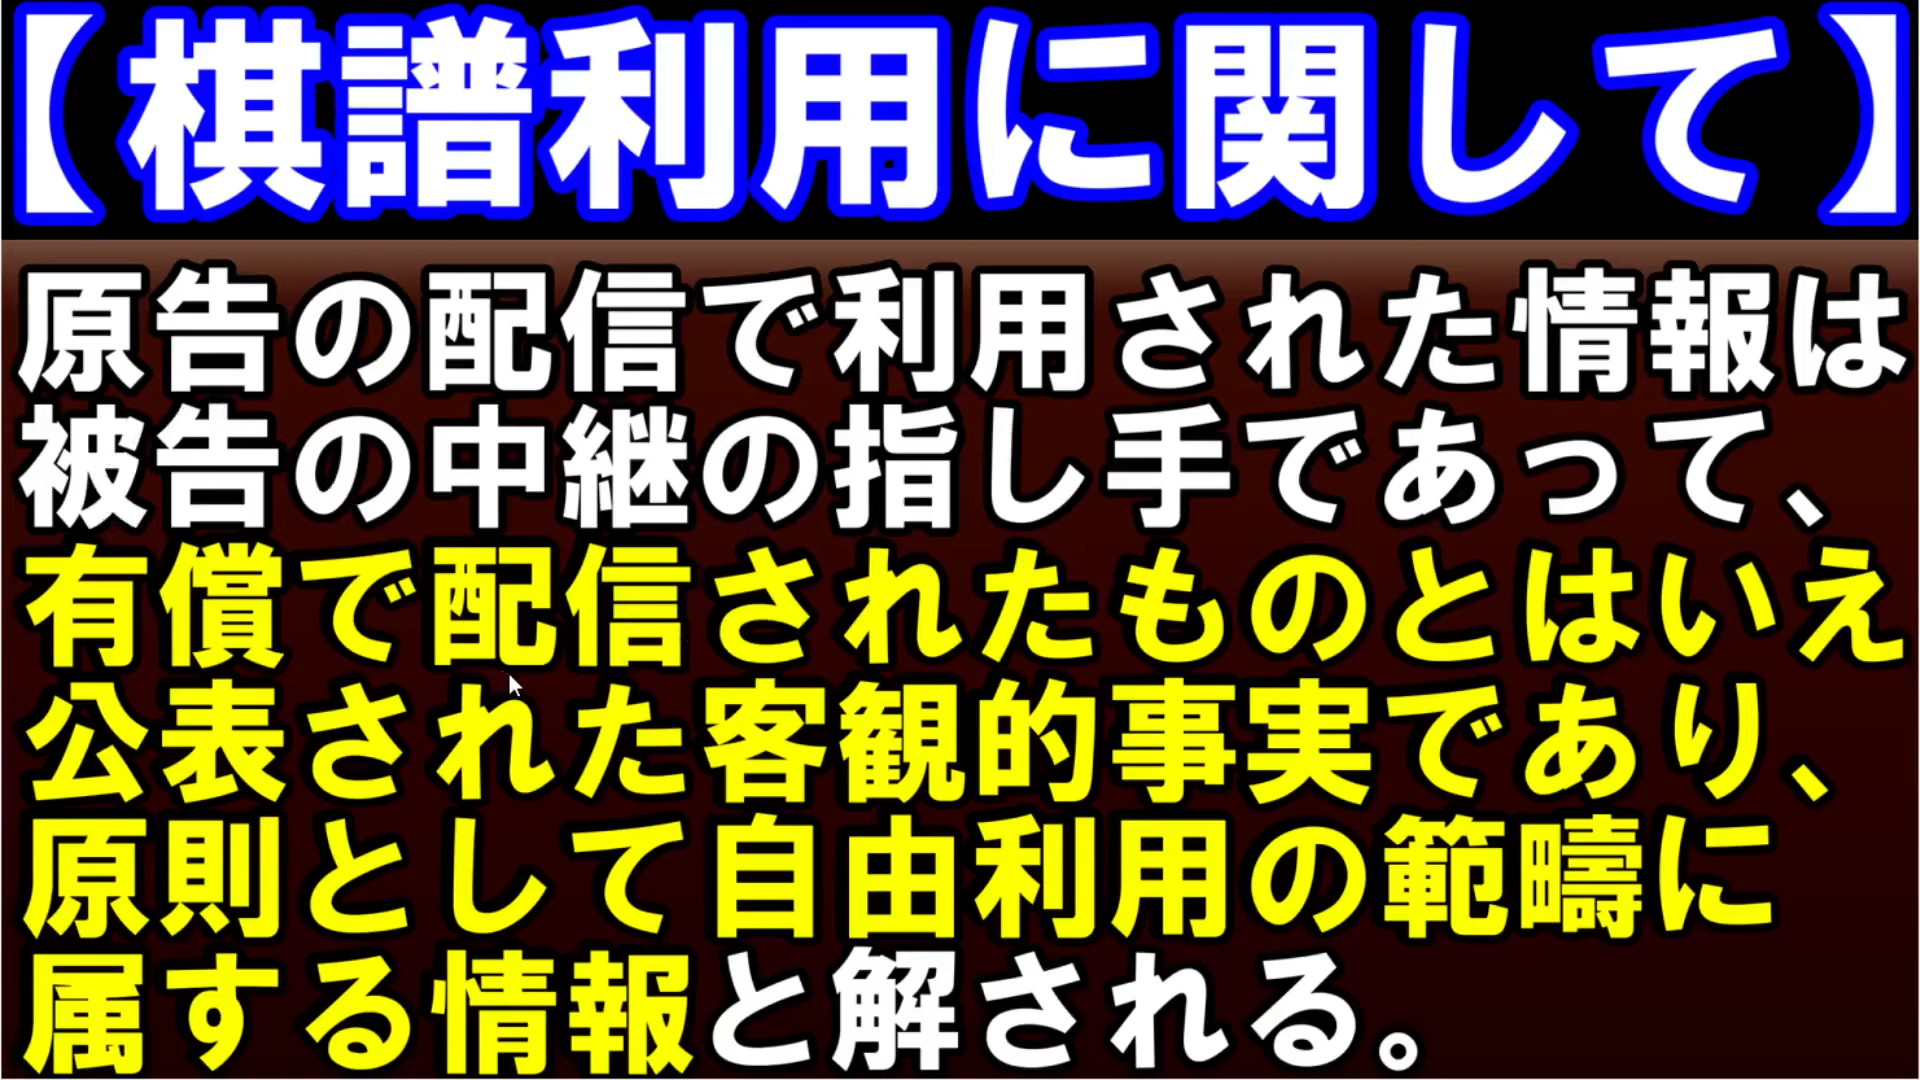 【棋譜利用に関して】
原告の配信で利用された情報は
被告の中継の指し手であって、
有償で配信されたものとはいえ
公表された客観的事実であり、
原則として自由利用の範疇に
属する情報と解される。